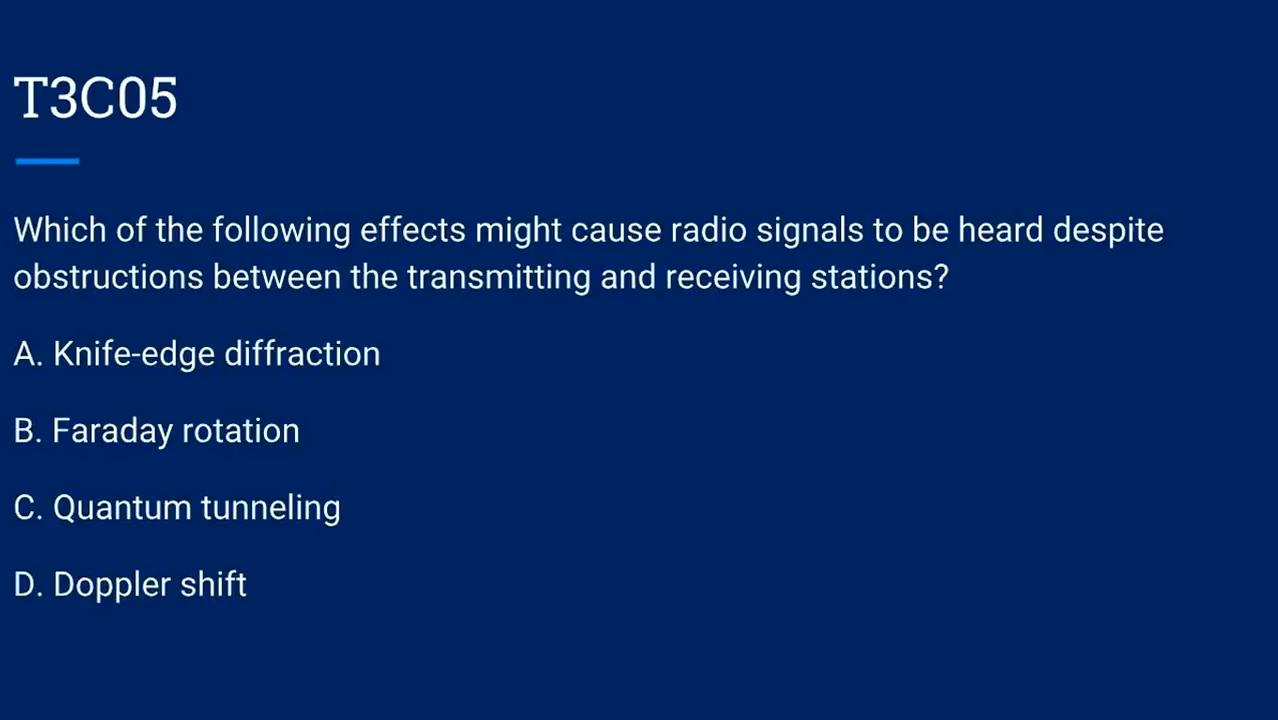 T3C05
Which of the following effects might cause radio signals to be heard despite
obstructions between the transmitting and receiving stations?
A. Knife-edge diffraction
B. Faraday rotation
C. Quantum tunneling
D. Doppler shift